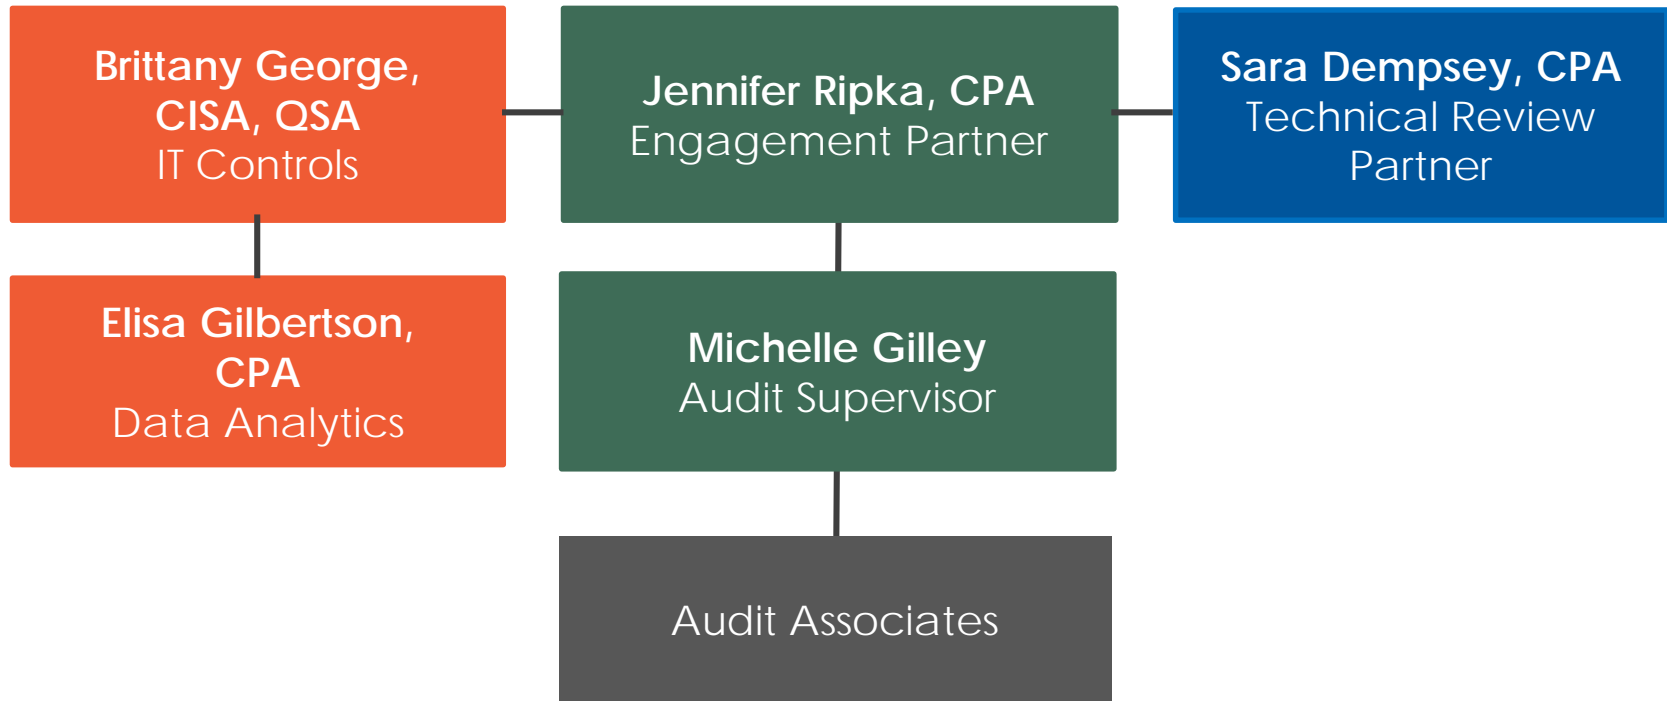 Brittany George,
CISA, QSA
IT Controls
Jennifer Ripka, CPA
Engagement Partner
Sara Dempsey, CPA
Technical Review
Partner
Elisa Gilbertson,
CPA
Data Analytics
Michelle Gilley
Audit Supervisor
Audit Associates